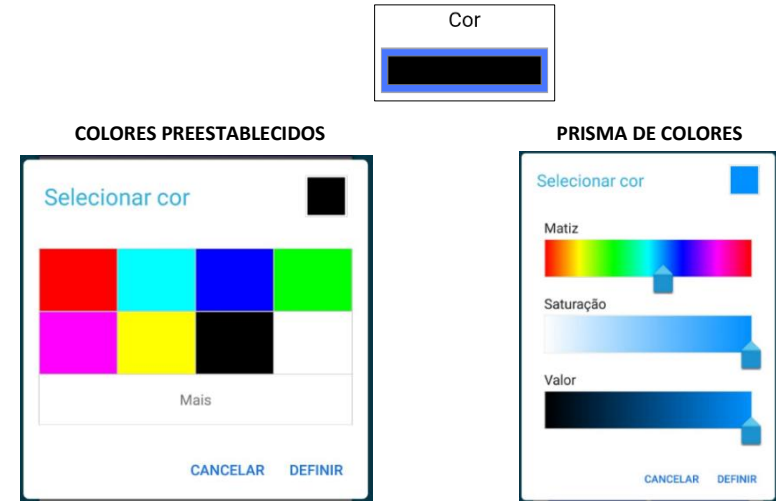 Cor
COLORES PREESTABLECIDOS
Selecionar cor
Mais
CANCELAR DEFINIR
PRISMA DE COLORES
Selecionar cor
Matiz
Saturação
Valor
CANCELAR DEFINIR